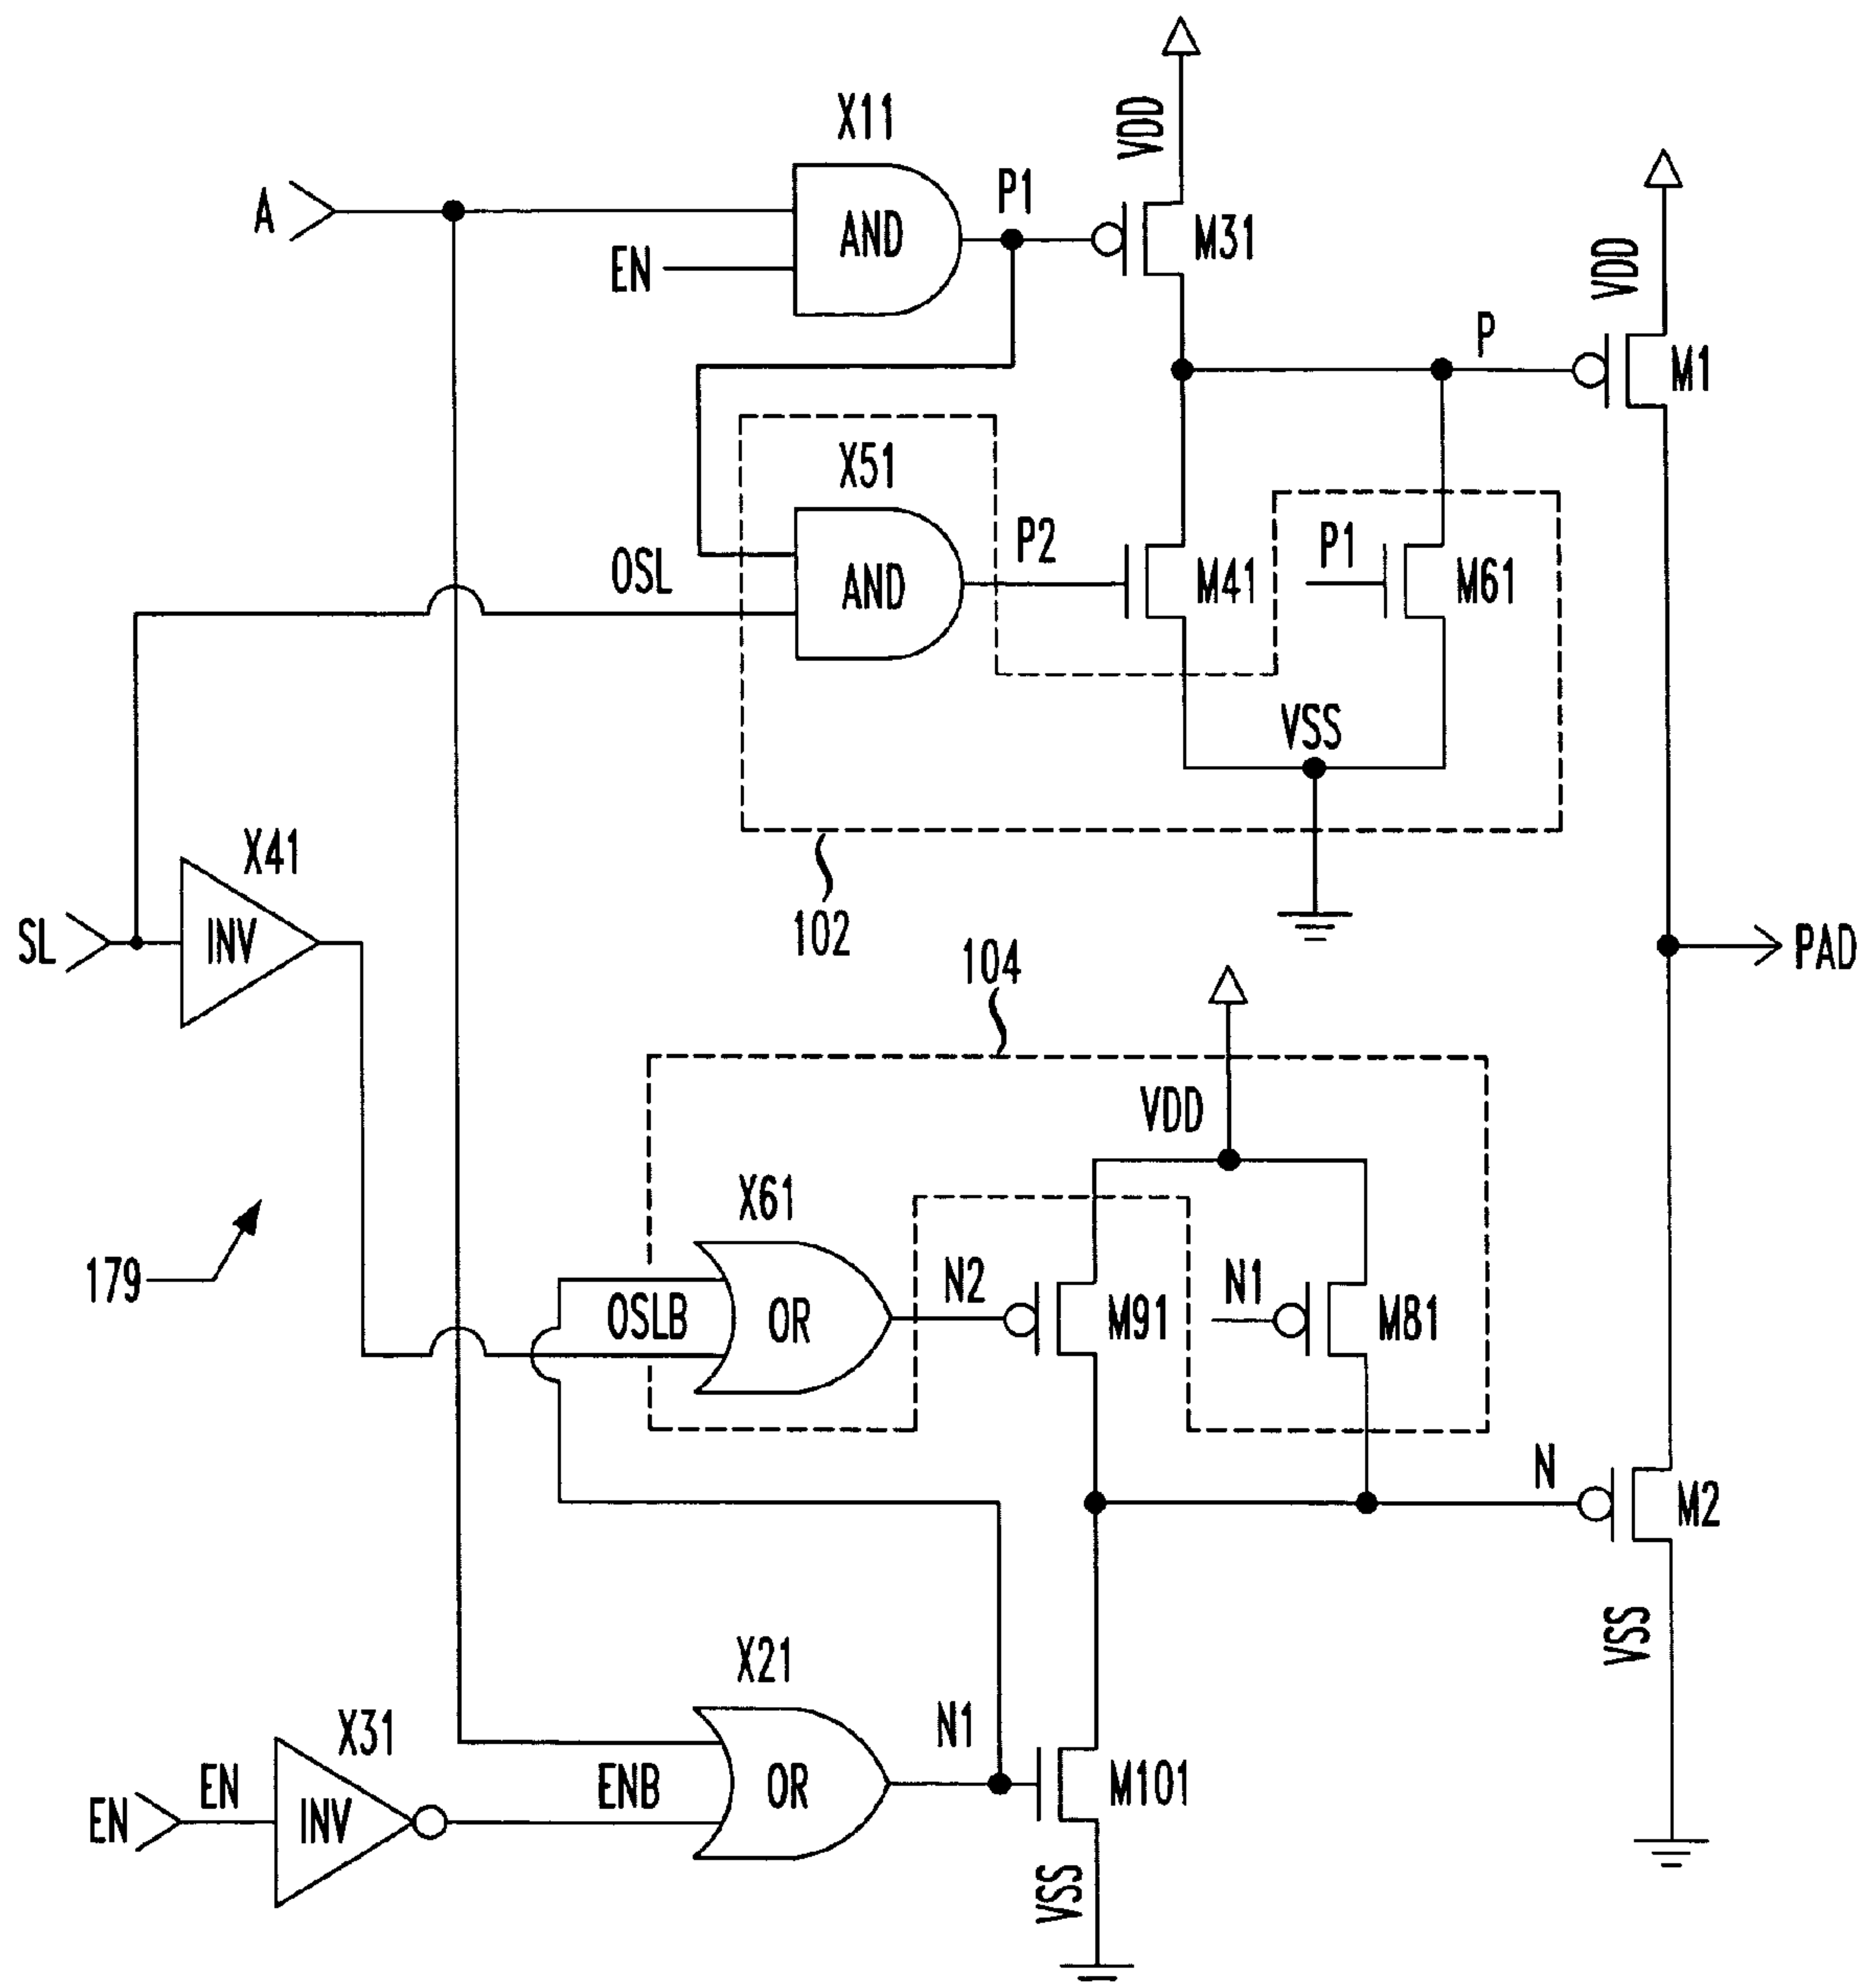 X11
VDD
A
AND
P1
M31
EN
VDD
P
M1
X51
OSL
AND
P2
M41
P1
M61
VSS
X41
SL
INV
102
PAD
104
VDD
X61
179
OSLB
OR
N2
M91
N1
M81
N
M2
VSS
X21
X31
N1
EN
EN
INV
ENB
OR
M101
VSS